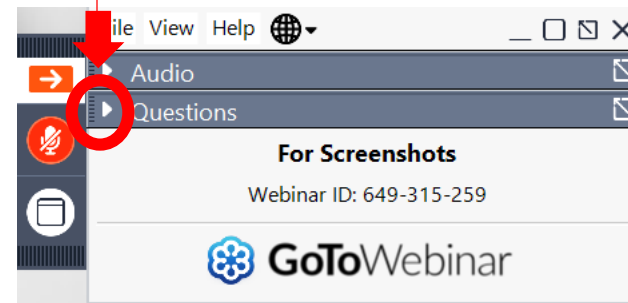 ile View Help
Audio
Questions
For Screenshots
Webinar ID: 649-315-259
GoToWebinar